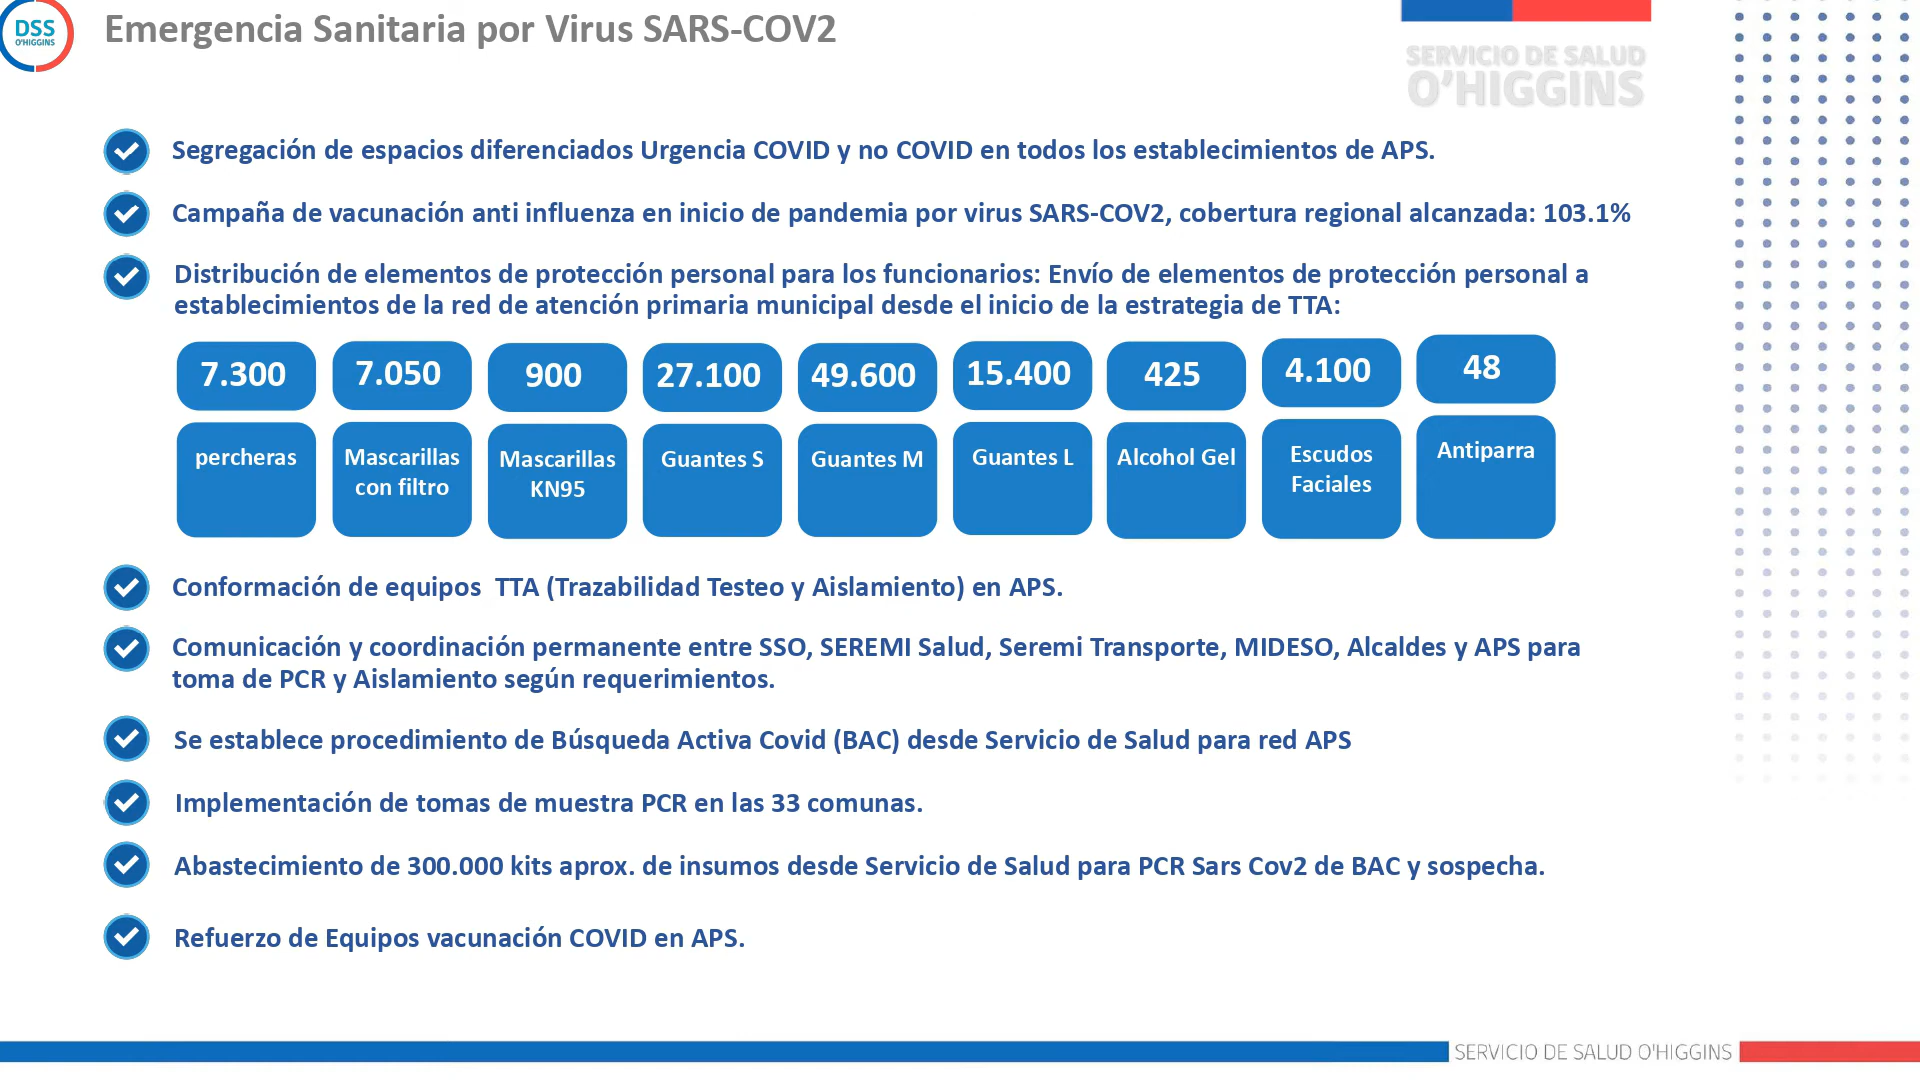 DSS
O'HIGGINS
Emergencia Sanitaria por Virus SARS-COV2
SERVICIO DE SALUD
O'HIGGINS
Segregación de espacios diferenciados Urgencia COVID y no COVID en todos los establecimientos de APS.
Campaña de vacunación anti influenza en inicio de pandemia por virus SARS-COV2, cobertura regional alcanzada: 103.1%
Distribución de elementos de protección personal para los funcionarios: Envío de elementos de protección personal a
establecimientos de la red de atención primaria municipal desde el inicio de la estrategia de TTA:
7.300
percheras
7.050
Mascarillas
con filtro
900
Mascarillas
KN95
27.100
Guantes S
49.600
Guantes M
15.400
Guantes L
425
Alcohol Gel
4.100
Escudos
Faciales
48
Antiparra
Conformación de equipos  TTA (Trazabilidad Testeo y Aislamiento) en APS.
Comunicación y coordinación permanente entre SSO, SEREMI Salud, Seremi Transporte, MIDESO, Alcaldes y APS para
toma de PCR y Aislamiento según requerimientos.
Se establece procedimiento de Búsqueda Activa Covid (BAC) desde Servicio de Salud para red APS
Implementación de tomas de muestra PCR en las 33 comunas.
Abastecimiento de 300.000 kits aprox. de insumos desde Servicio de Salud para PCR Sars Cov2 de BAC y sospecha.
Refuerzo de Equipos vacunación COVID en APS.
SERVICIO DE SALUD O'HIGGINS